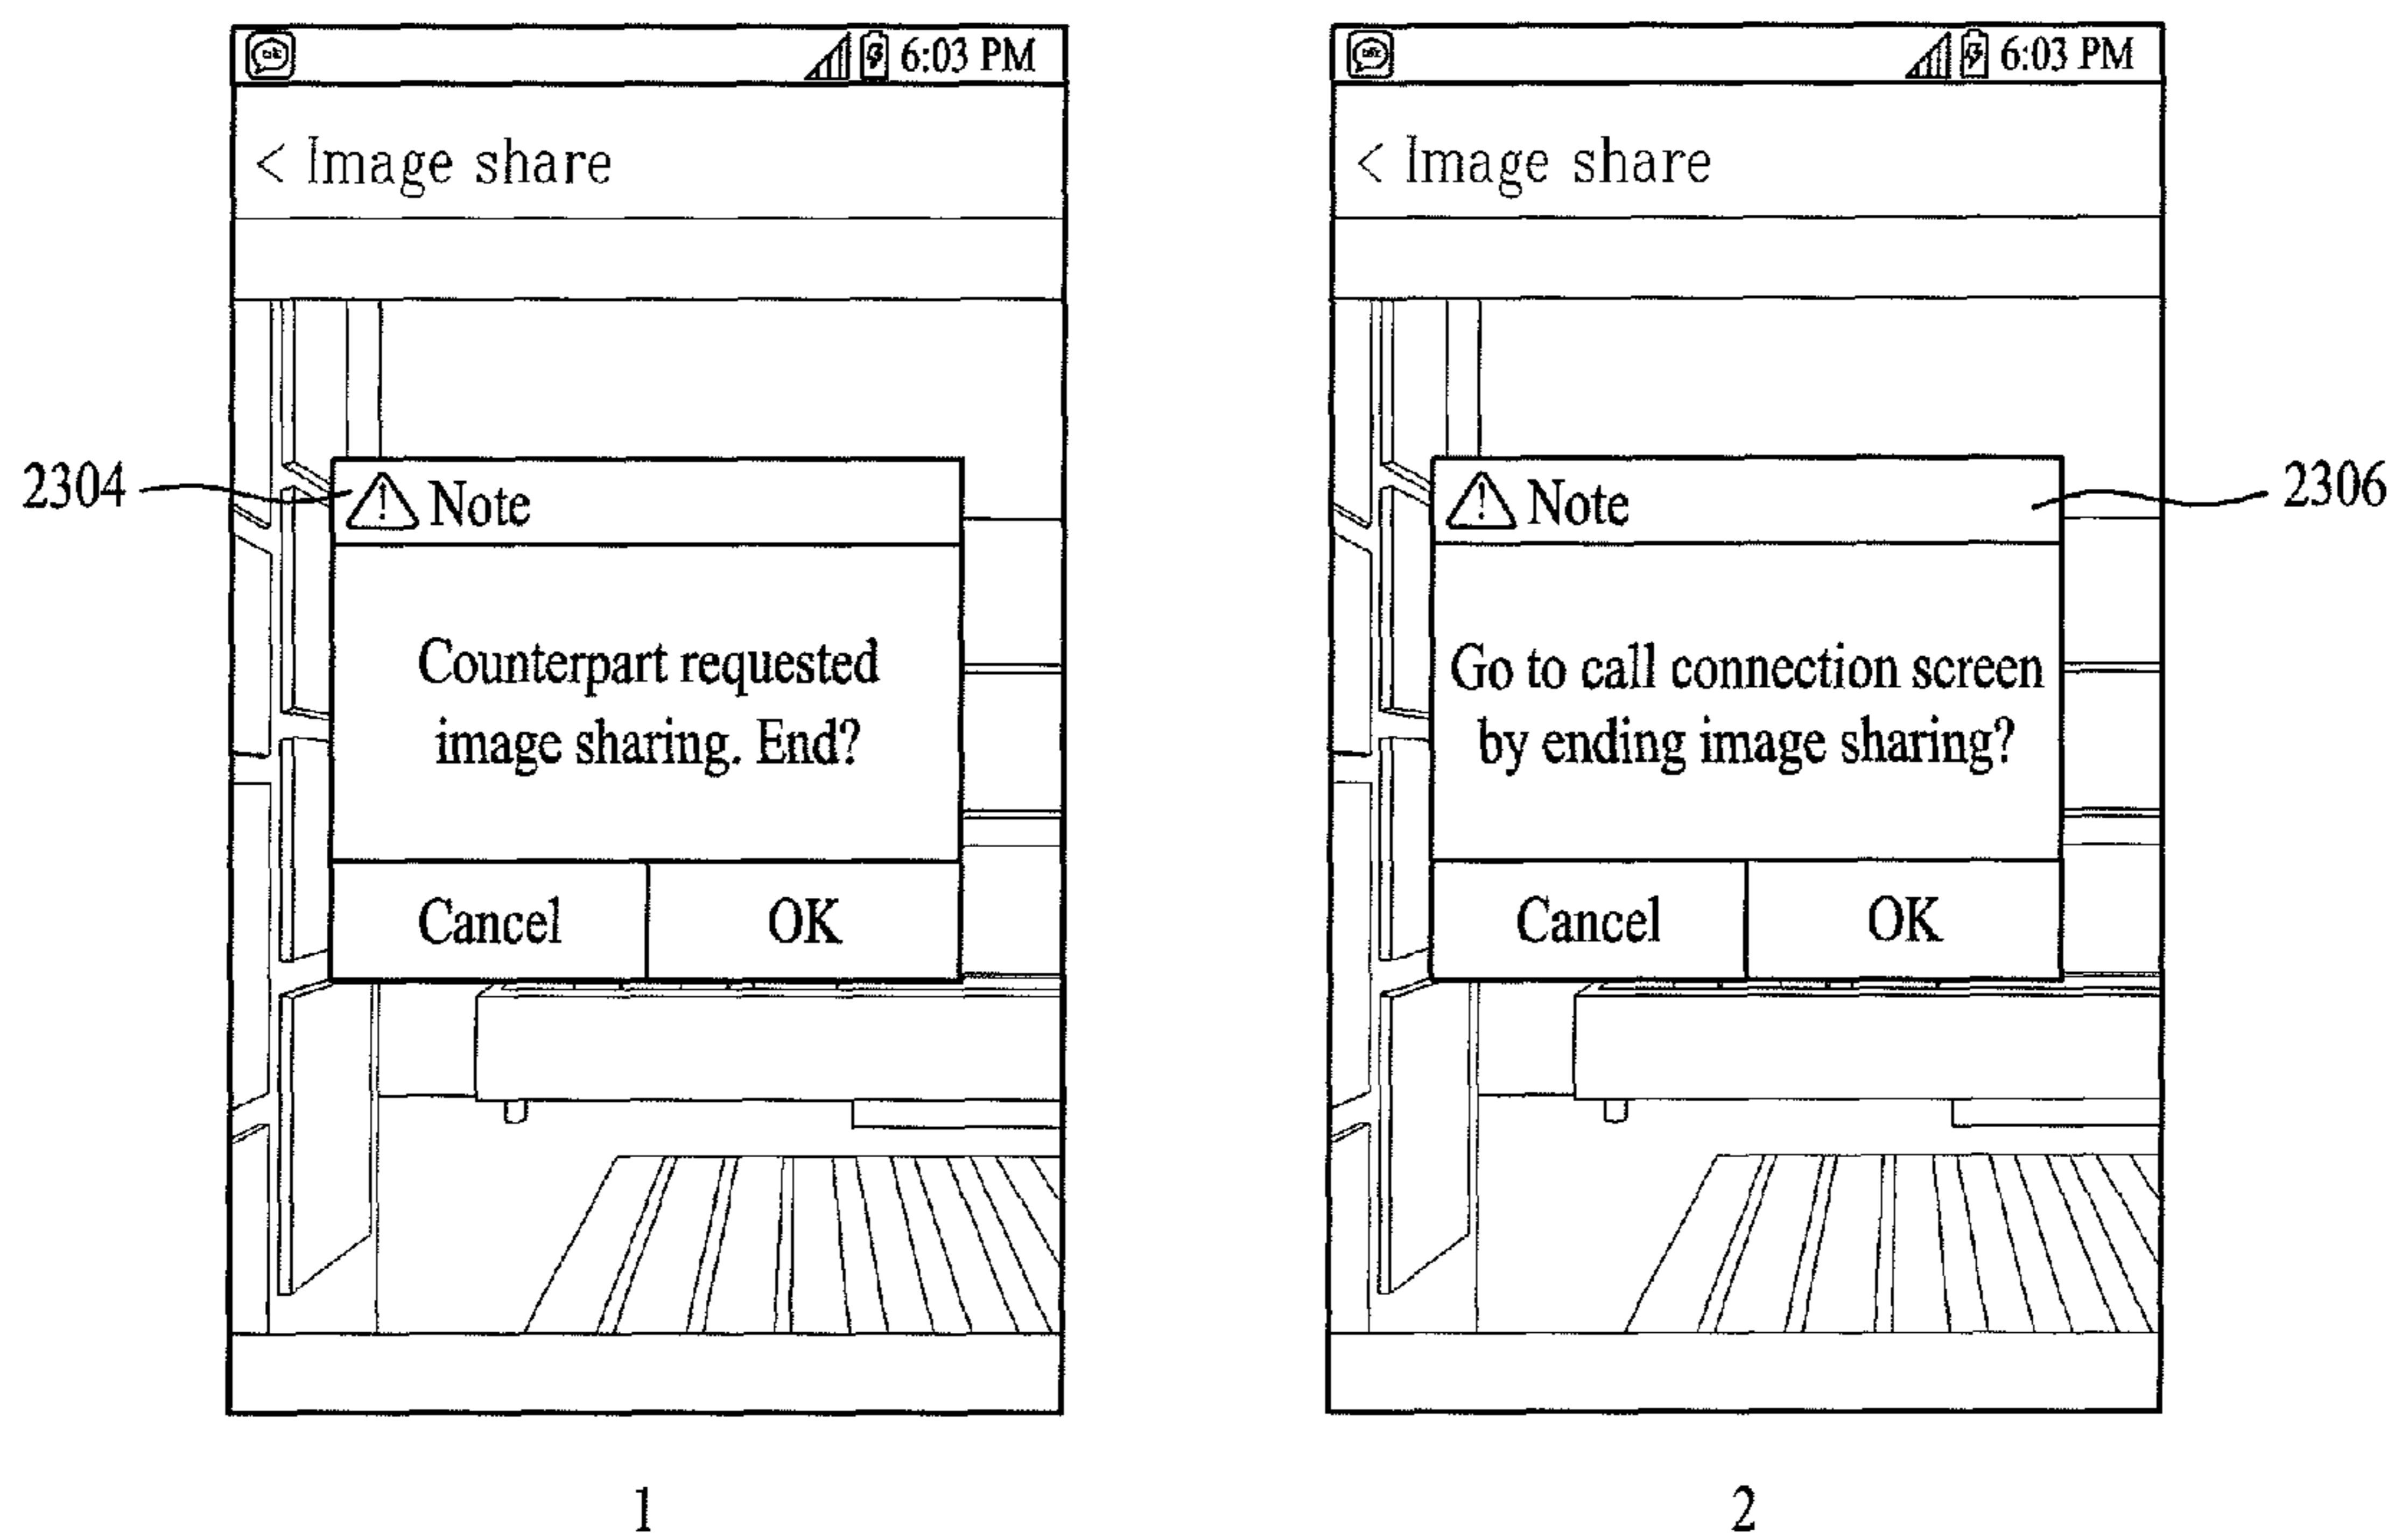 6:03 PM
< Image share
2304
Note
Counterpart requested
image sharing. End?
Cancel OK
1
6:03 PM
< Image share
2306
Note
Go to call connection screen
by ending image sharing?
Cancel OK
2